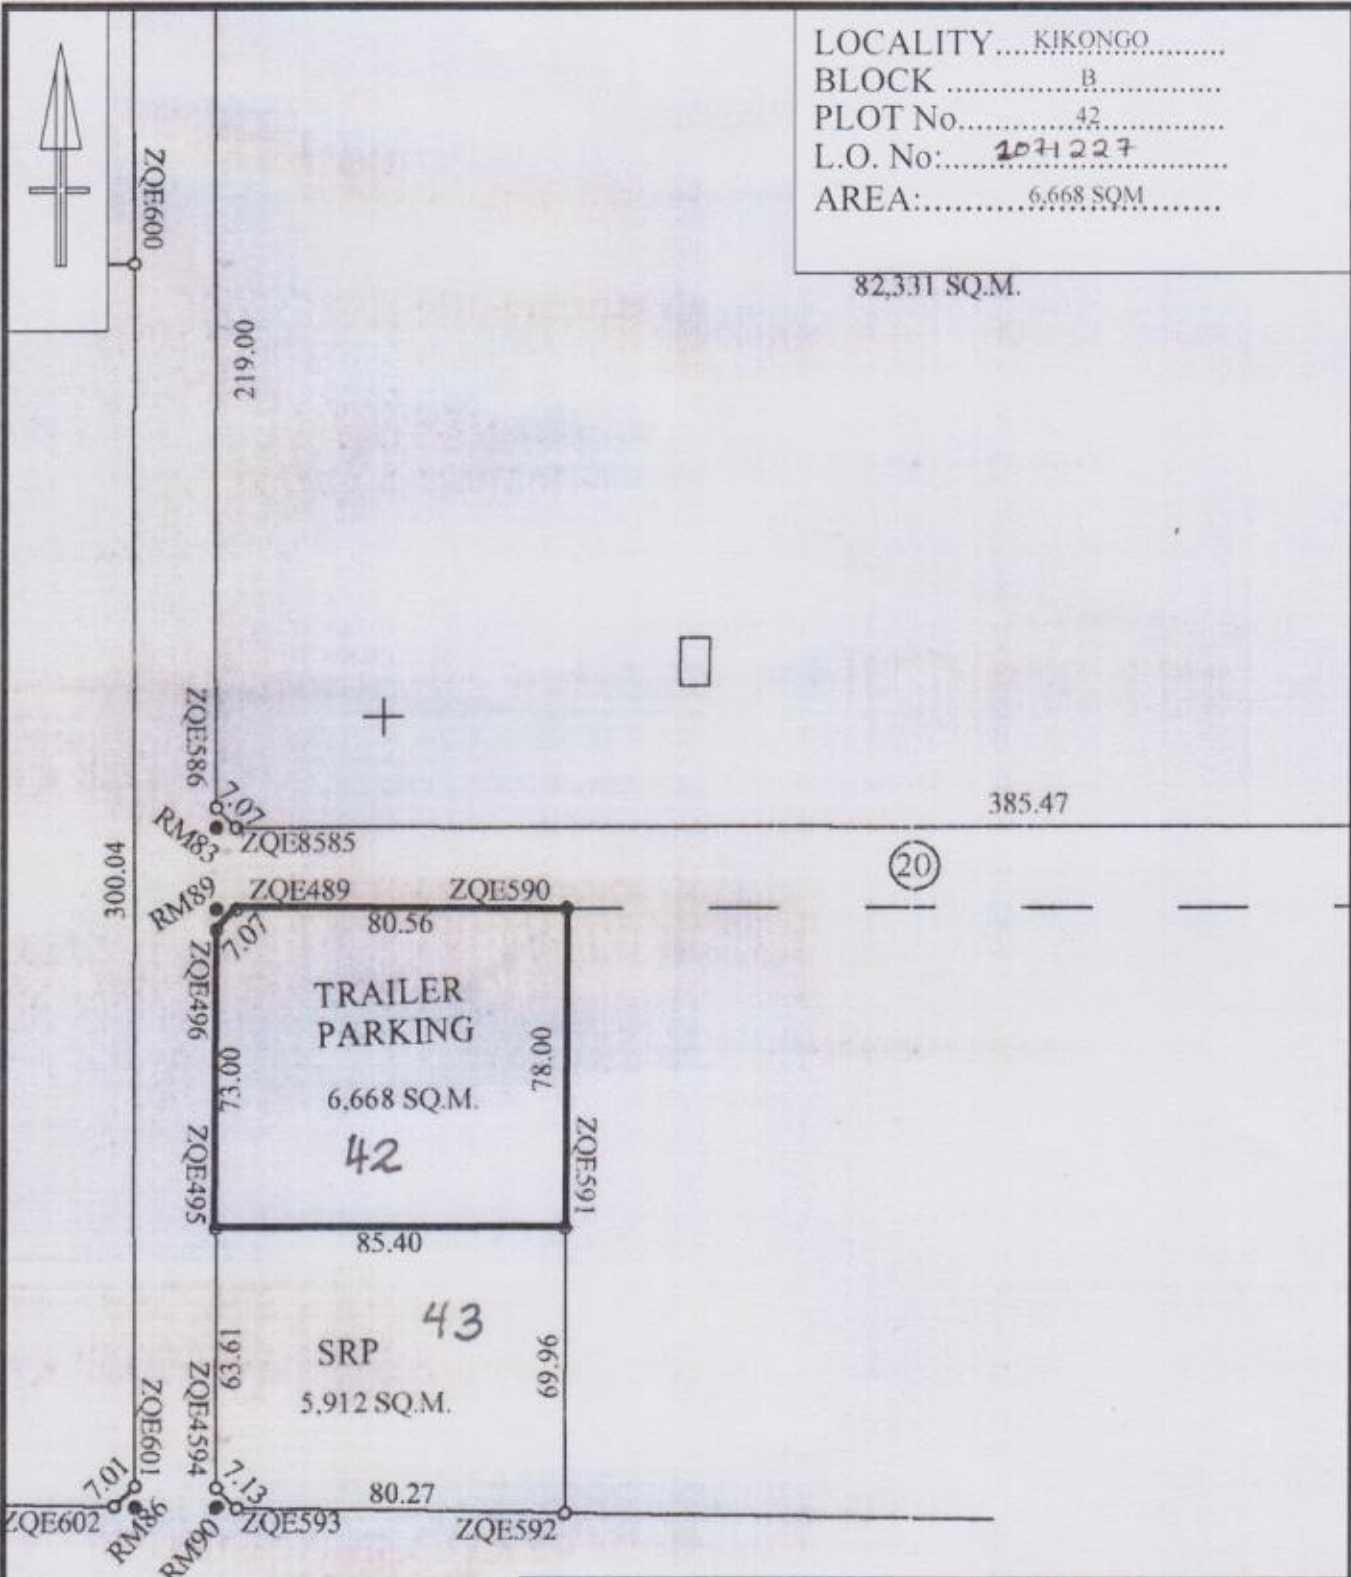 LOCALITY....KIKONGO..........
BLOCK ................B................
PLOT No..............42...............
L.O. No:.....1071227...........
AREA:.............6,668 SQM..........
82,331 SQ.M.
ZQE600
219.00
ZQE586
7.07
RM83
ZQE8585
385.47
300.04
20
RM89
ZQE489
ZQE590
80.56
7.07
ZQE496
TRAILER
PARKING
73.00
78.00
6,668 SQ.M.
42
ZQE495
ZQE591
85.40
43
63.61
SRP
69.96
5,912 SQ.M.
ZQE601
ZQE4594
7.01
7.13
80.27
ZQE602
RM86
RM90
ZQE593
ZQE592